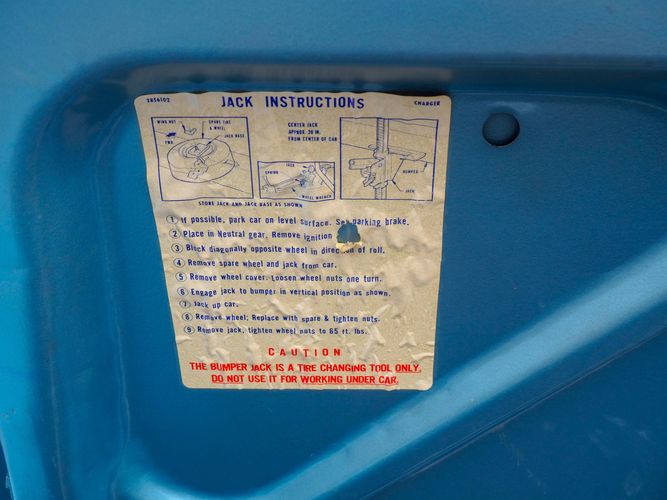 2856102
JACK INSTRUCTIONS
CHARGER
WING NUT
SPARE TIRE
& WHEEL
JACK BASE
FWD
CENTER JACK
APPROX. 20 IN.
FROM CENTER OF CAR
JACK
SPRING
WHEEL WRENCH
BUMPER
JACK
STORE JACK AND JACK BASE AS SHOWN
1 If possible, park car on level surface. Set parking brake.
2 Place in Neutral gear. Remove ignition
3 Block diagonally opposite wheel in direction of roll.
4 Remove spare wheel and jack from car.
5 Remove wheel cover. Loosen wheel nuts one turn.
6 Engage jack to bumper in vertical position as shown.
7 Jack up car.
8 Remove wheel; Replace with spare & tighten nuts.
9 Remove jack, tighten wheel nuts to 65 ft. lbs.
CAUTION
THE BUMPER JACK IS A TIRE CHANGING TOOL ONLY.
DO NOT USE IT FOR WORKING UNDER CAR.